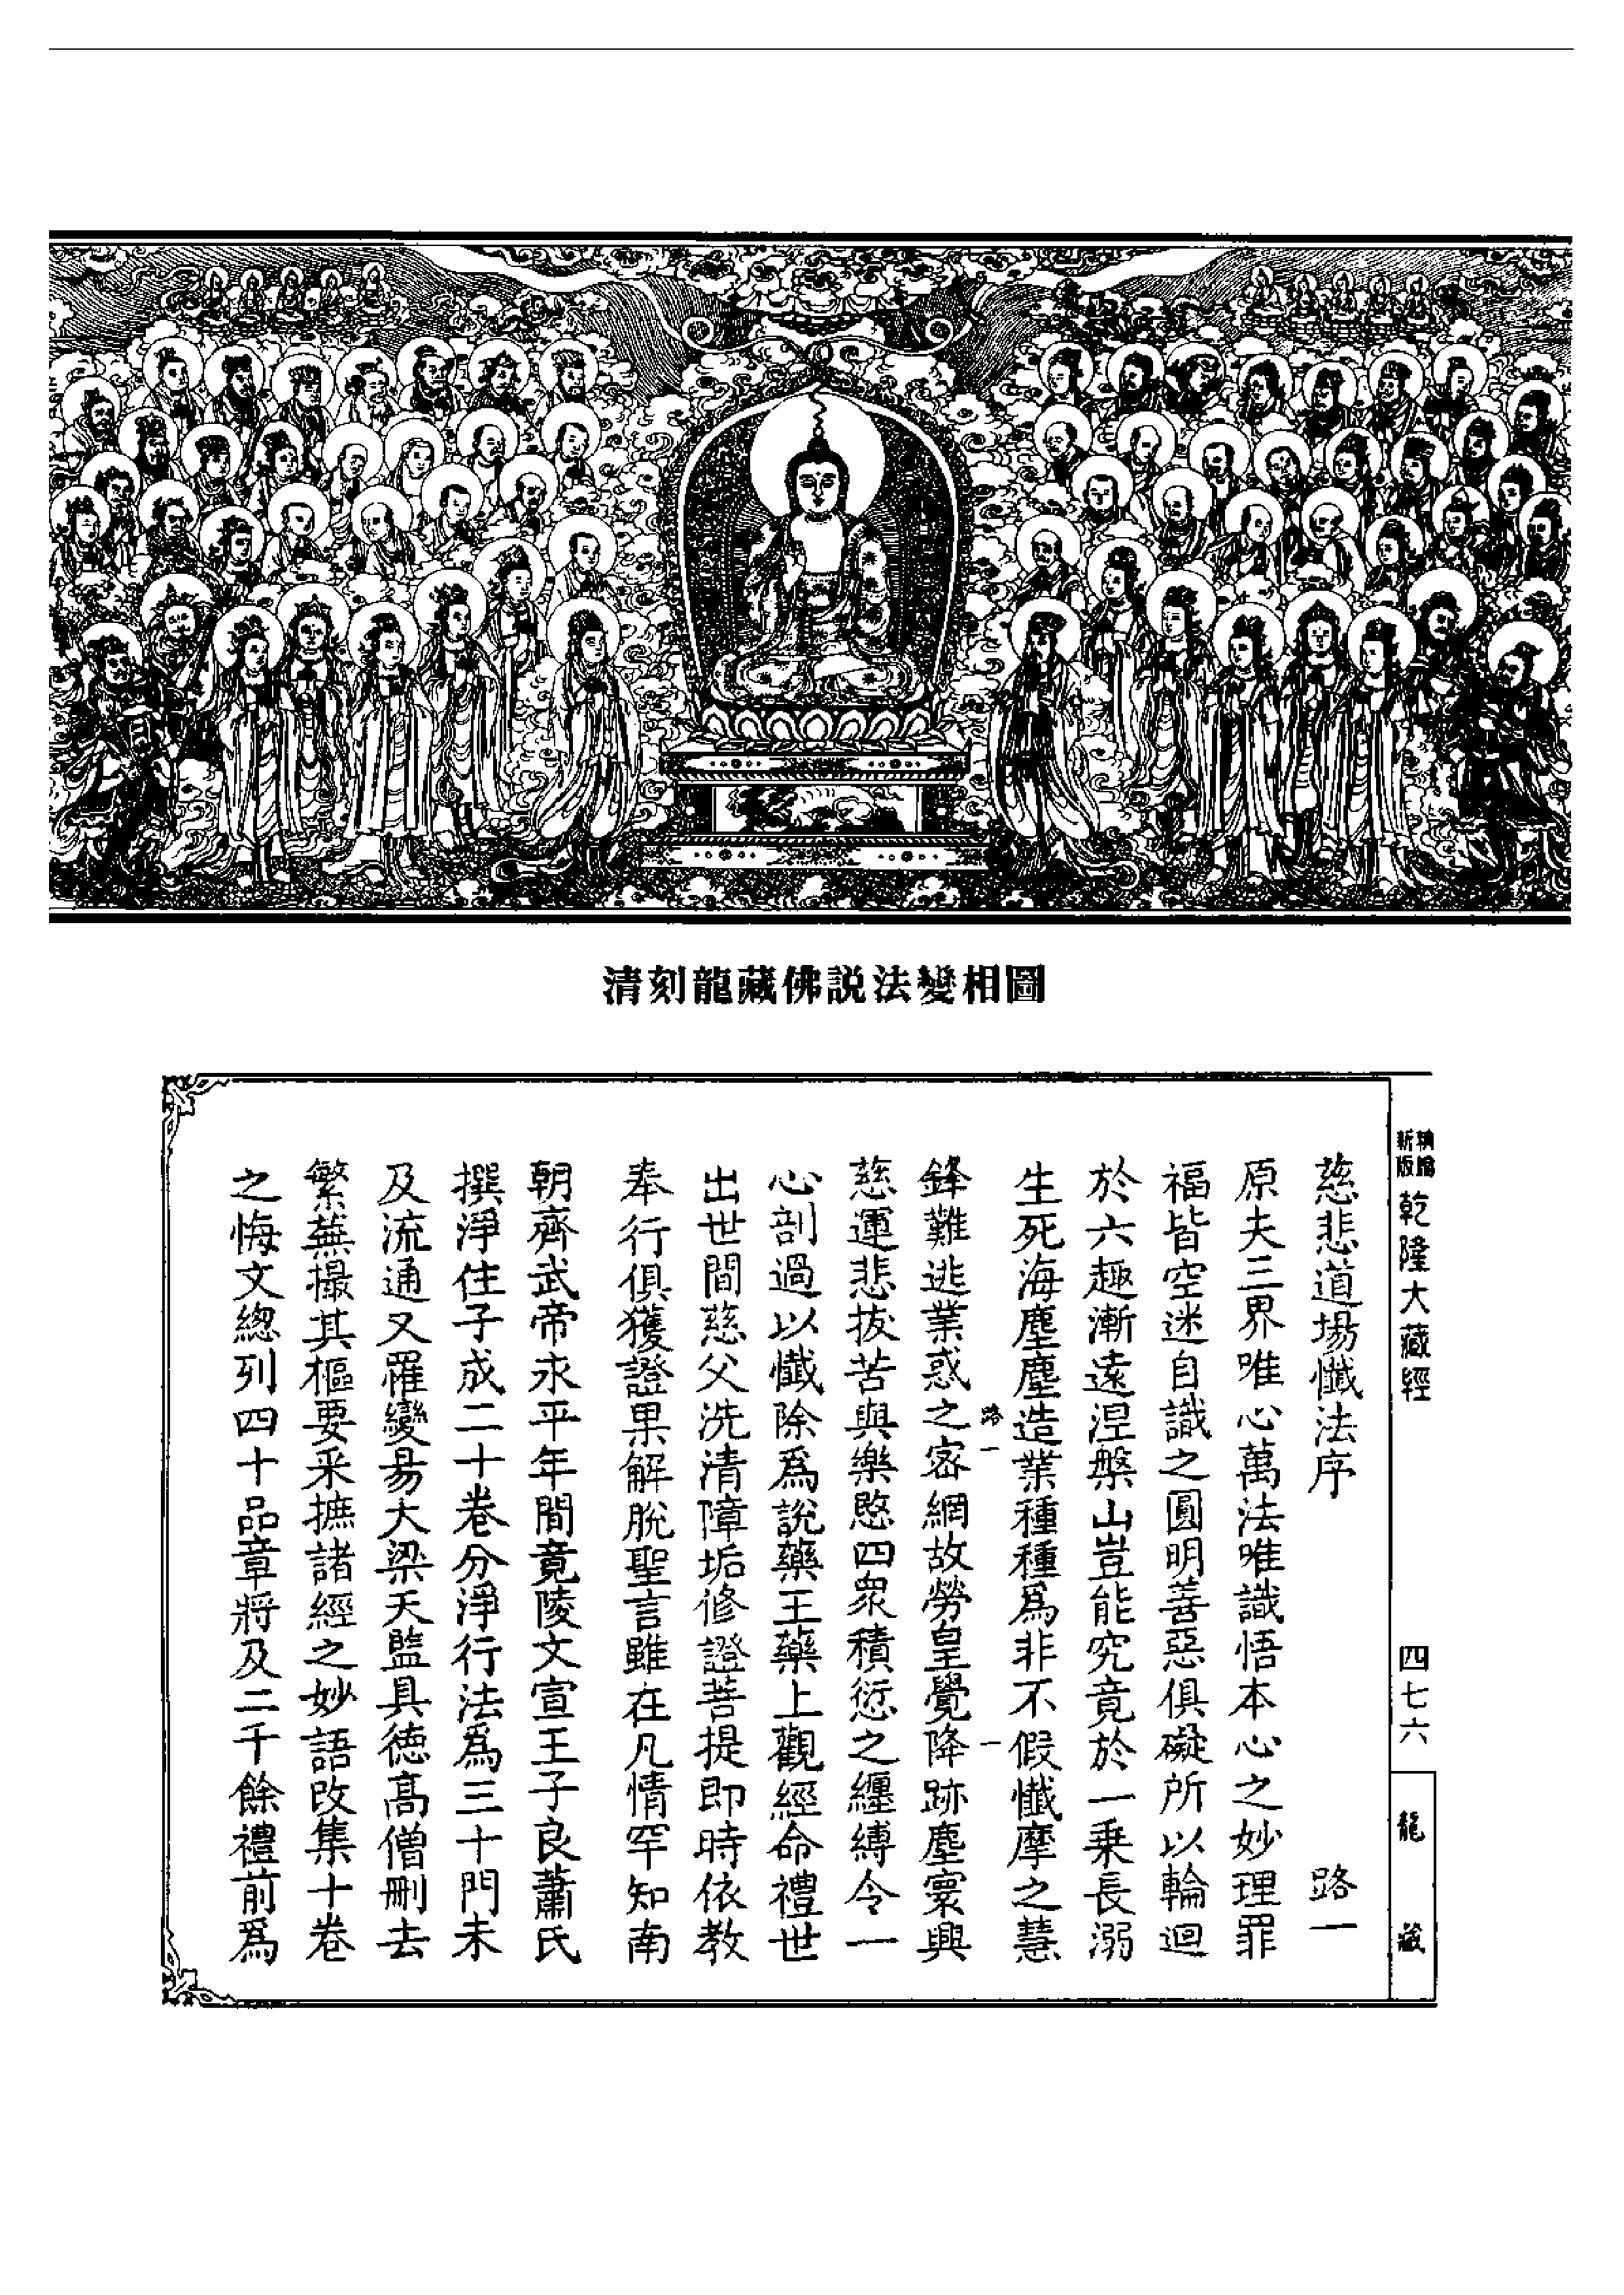 清刻龍藏佛説法變相圖
新版
乾隆大藏經
四七六
龍藏
慈悲道場懺法序 路一
原夫三界唯心萬法唯識悟本心之妙理罪
福皆空迷自識之圓明善惡俱礙所以輪迴
於六趣漸遠涅槃山豈能究竟於一乘長溺
生死海塵塵造業種種爲非不假懺摩之慧
路一 一
鋒難逃業惑之密網故勞皇覺降跡塵寰興
慈運悲拔苦與樂愍四衆積愆之纏縛令一
心剖過以懺除爲說藥王藥上觀經命禮世
出世間慈父洗清障垢修證菩提即時依教
奉行俱獲證果解脫聖言雖在凡情罕知南
朝齊武帝永平年間竟陵文宣王子良蕭氏
撰淨住子成二十卷分淨行法爲三十門未
及流通又罹變易大梁天監具德高僧刪去
繁蕪撮其樞要采摭諸經之妙語改集十卷
之悔文總列四十品章將及二千餘禮前爲